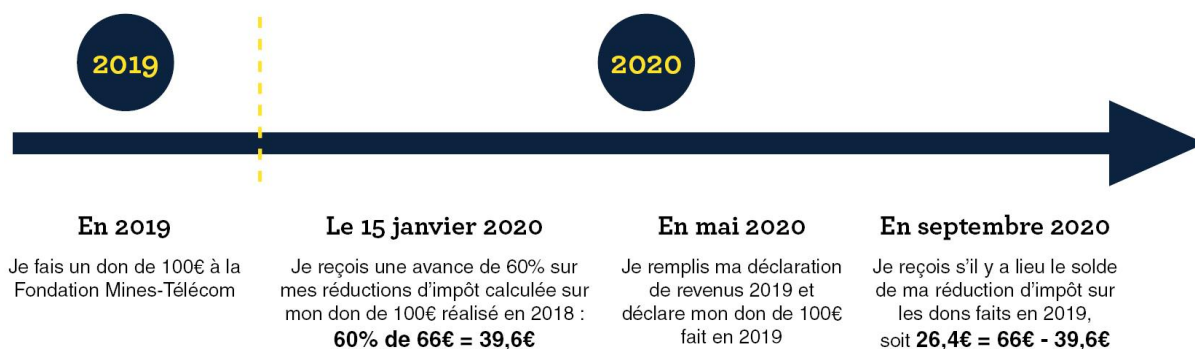 2019
2020
En 2019
Je fais un don de 100€ à la
Fondation Mines-Télécom
Le 15 janvier 2020
Je reçois une avance de 60% sur
mes réductions d'impôt calculée sur
mon don de 100€ réalisé en 2018 :
60% de 66€ = 39,6€
En mai 2020
Je remplis ma déclaration
de revenus 2019 et
déclare mon don de 100€
fait en 2019
En septembre 2020
Je reçois s'il y a lieu le solde
de ma réduction d'impôt sur
les dons faits en 2019,
soit 26,4€ = 66€ - 39,6€